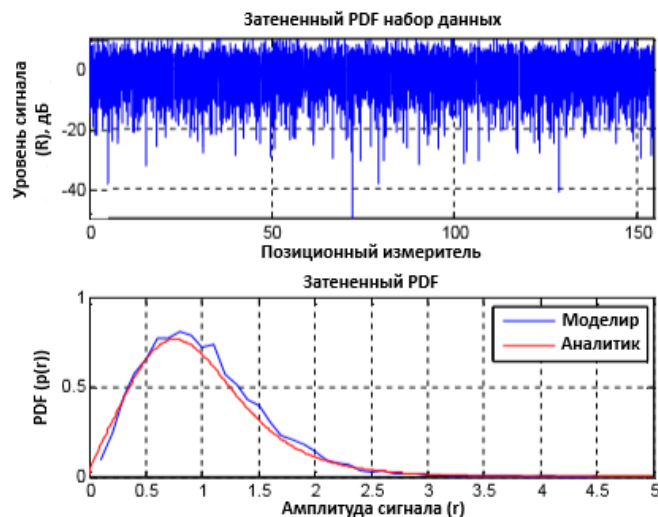 Затененный PDF набор данных
Уровень сигнала
(R), дБ
0
-20
-40
0
50
100
150
Позиционный измеритель
Затененный PDF
PDF (p(r))
1
0.5
0
Моделир
Аналитик
0
0.5
1
1.5
2
2.5
3
3.5
4
4.5
5
Амплитуда сигнала (r)